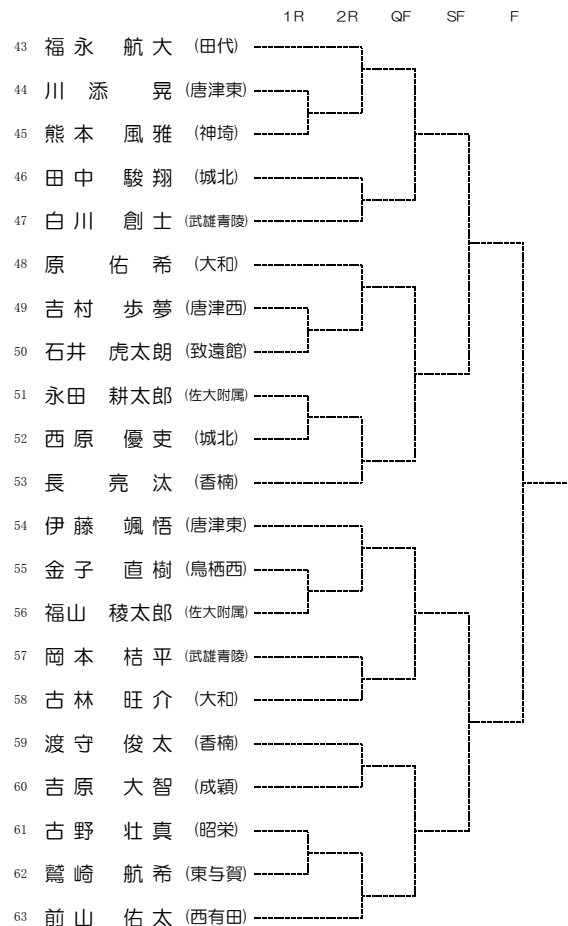 1R 2R QF SF F
43 福永 航大 (田代)
44 川添 晃 (唐津東)
45 熊本 風雅 (神埼)
46 田中 駿翔 (城北)
47 白川 創士 (武雄青陵)
48 原 佑希 (大和)
49 吉村 歩夢 (唐津西)
50 石井 虎太朗 (致遠館)
51 永田 耕太郎 (佐大附属)
52 西原 優吏 (城北)
53 長 亮汰 (香楠)
54 伊藤 颯悟 (唐津東)
55 金子 直樹 (鳥栖西)
56 福山 稜太郎 (佐大附属)
57 岡本 桔平 (武雄青陵)
58 古林 旺介 (大和)
59 渡守 俊太 (香楠)
60 吉原 大智 (成穎)
61 古野 壮真 (昭栄)
62 鷲崎 航希 (東与賀)
63 前山 佑太 (西有田)